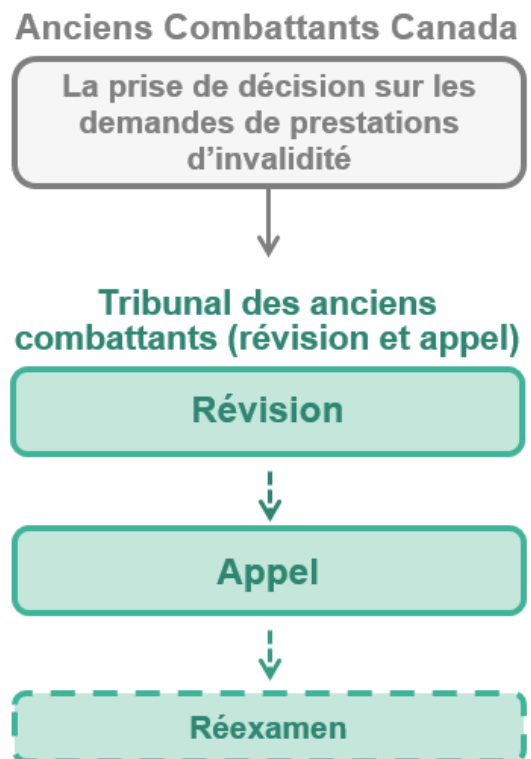 Anciens Combattants Canada
La prise de décision sur les
demandes de prestations
d’invalidité
Tribunal des anciens
combattants (révision et appel)
Révision
Appel
Réexamen